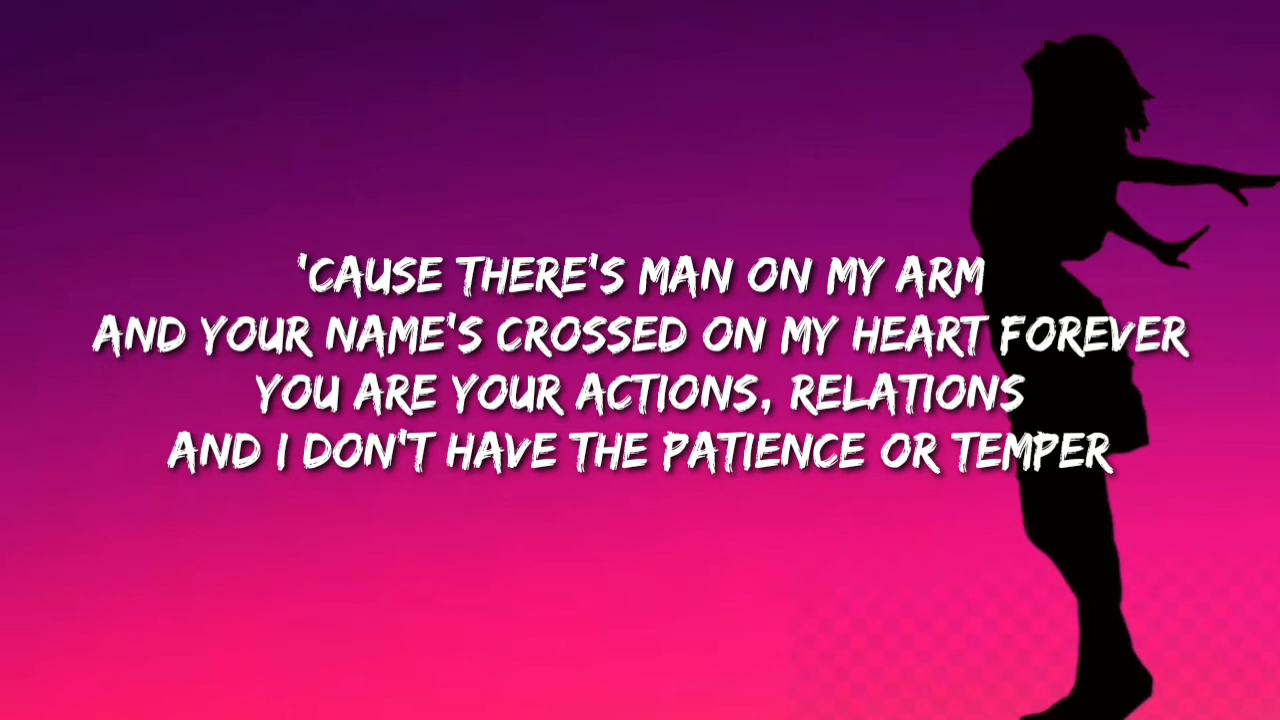 'CAUSE THERE'S MAN ON MY ARM
AND YOUR NAME'S CROSSED ON MY HEART FOREVER
YOU ARE YOUR ACTIONS, RELATIONS
AND I DON'T HAVE THE PATIENCE OR TEMPER